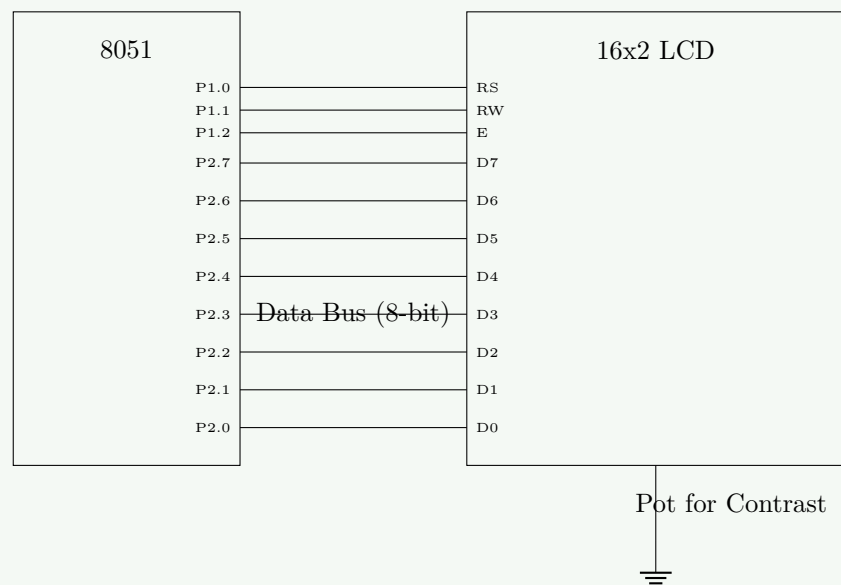 8051
16x2 LCD
P1.0
RS
P1.1
RW
P1.2
E
P2.7
D7
P2.6
D6
P2.5
D5
P2.4
D4
P2.3
Data Bus (8-bit)
D3
P2.2
D2
P2.1
D1
P2.0
D0
Pot for Contrast